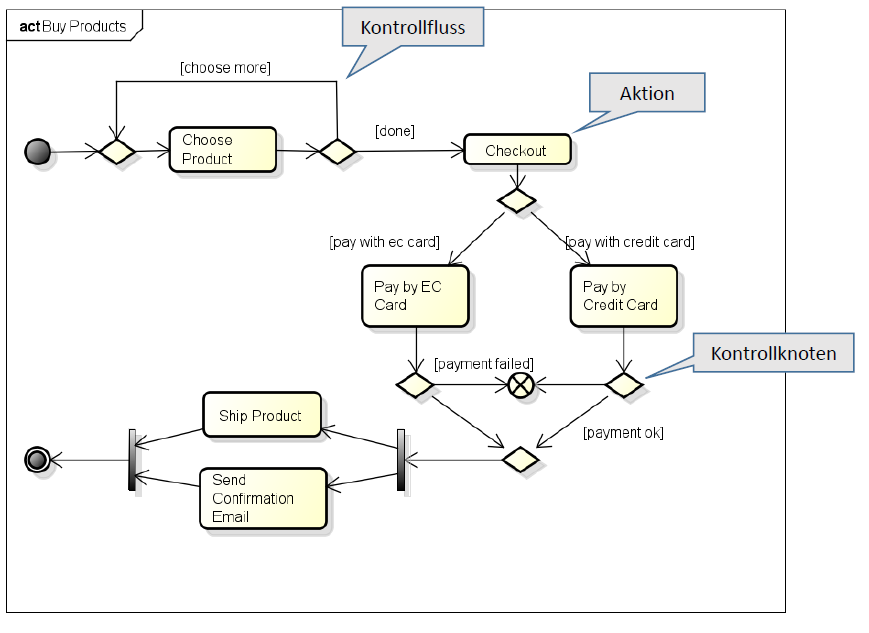 act Buy Products
Kontrollfluss
[choose more]
Aktion
Choose
Product
[done]
Checkout
[pay with ec card]
[pay with credit card]
Pay by EC
Card
Pay by
Credit Card
Kontrollknoten
[payment failed]
Ship Product
[payment ok]
Send
Confirmation
Email